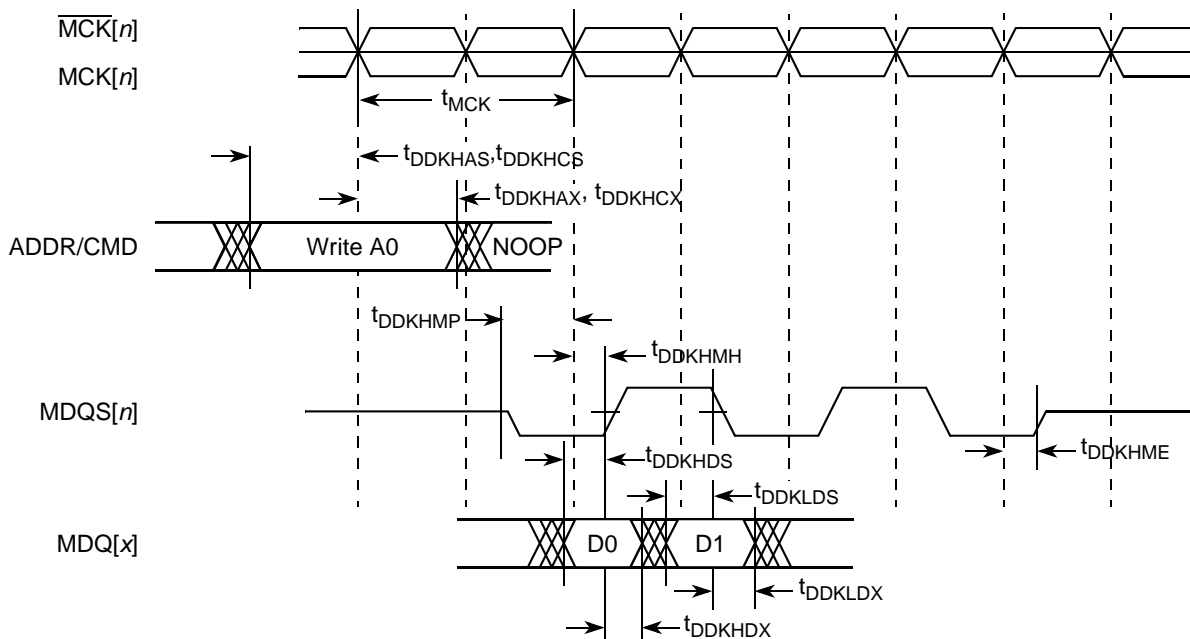 MCK[n]
MCK[n]
tMCK
tDDKHAS,tDDKHCS
tDDKHAX, tDDKHCX
ADDR/CMD
Write A0
NOOP
tDDKHMP
tDDKHMH
MDQS[n]
tDDKHDS
tDDKHME
tDDKLDS
MDQ[x]
D0
D1
tDDKLDX
tDDKHDX